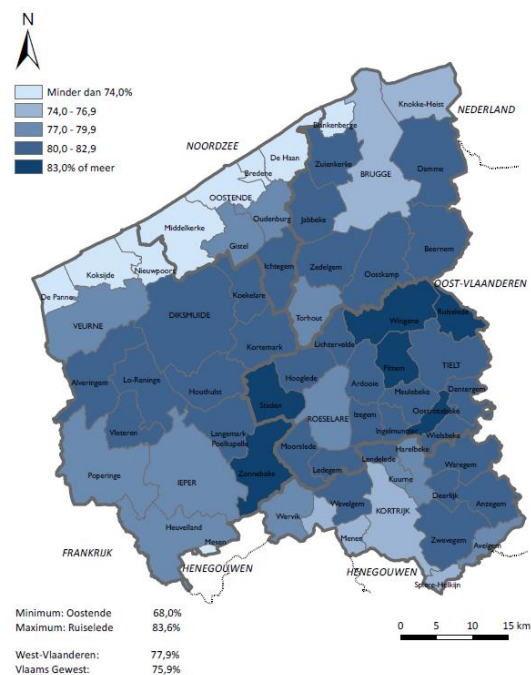 N
Minder dan 74,0%
74,0 - 76,9
77,0 - 79,9
80,0 - 82,9
83,0% of meer
NOORDZEE
NEDERLAND
Knokke-Heist
Blankenberge
De Haan
Zuienkerke
Bredene
BRUGGE
Damme
OOSTENDE
Oudenburg
Jabbeke
Middelkerke
Gistel
Beernem
Nieuwpoort
Koksijde
Ichtegem
Zedelgem
Oostkamp
De Panne
Koekelare
OOST-VLAANDEREN
VEURNE
DIKSMUIDE
Torhout
Wingene
Ruiselede
Kortemark
Lichtervelde
Pittem
TIELT
Alveringem
Lo-Reninge
Houthulst
Hooglede
Ardooie
Meulebeke
Dentergem
Staden
ROESELARE
Izegem
Oostrozebeke
Vleteren
Langemark
Poelkapelle
Ingelmunster
Wielsbeke
Moorslede
Ledegem
Lendelede
Harelbeke
Waregem
Poperinge
IEPER
Zonnebeke
Kuurne
Deerlijk
Wevelgem
KORTRIJK
Anzegem
Heuvelland
Wervik
Menen
Zwevegem
Avelgem
Mesen
FRANKRIJK
HENEGOUWEN
HENEGOUWEN
Spiere-Helkijn
Minimum: Oostende 68,0%
Maximum: Ruiselede 83,6%
0 5 10 15 km
West-Vlaanderen: 77,9%
Vlaams Gewest: 75,9%